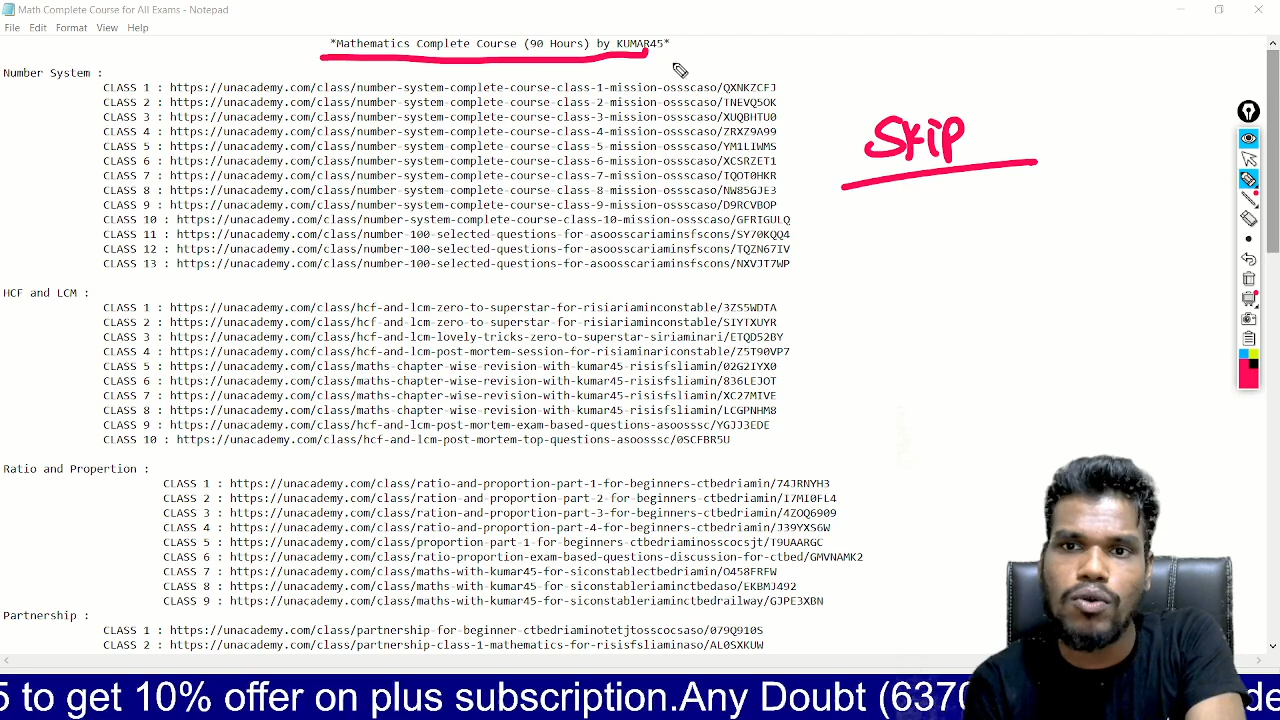 Math Complete Course for All Exams - Notepad
File Edit Format View Help
*Mathematics Complete Course (90 Hours) by KUMAR45*
Number System :
CLASS 1 : https://unacademy.com/class/number-system-complete-course-class-1-mission-ossscaso/QXNKZCFJ
CLASS 2 : https://unacademy.com/class/number-system-complete-course-class-2-mission-ossscaso/TNEVQ5OK
CLASS 3 : https://unacademy.com/class/number-system-complete-course-class-3-mission-ossscaso/XUQBHTU0
CLASS 4 : https://unacademy.com/class/number-system-complete-course-class-4-mission-ossscaso/ZRXZ9A99
CLASS 5 : https://unacademy.com/class/number-system-complete-course-class-5-mission-ossscaso/YM1LIWMS
CLASS 6 : https://unacademy.com/class/number-system-complete-course-class-6-mission-ossscaso/XCSRZET1
CLASS 7 : https://unacademy.com/class/number-system-complete-course-class-7-mission-ossscaso/TQOT0HKR
CLASS 8 : https://unacademy.com/class/number-system-complete-course-class-8-mission-ossscaso/NW85GJE3
CLASS 9 : https://unacademy.com/class/number-system-complete-course-class-9-mission-ossscaso/D9RCVBOP
CLASS 10 : https://unacademy.com/class/number-system-complete-course-class-10-mission-ossscaso/GFRIGULQ
CLASS 11 : https://unacademy.com/class/number-100-selected-questions-for-asoosscariaminsfscons/SY70KQQ4
CLASS 12 : https://unacademy.com/class/number-100-selected-questions-for-asoosscariaminsfscons/TQZN67IV
CLASS 13 : https://unacademy.com/class/number-100-selected-questions-for-asoosscariaminsfscons/NXVJT7WP
Skip
HCF and LCM :
CLASS 1 : https://unacademy.com/class/hcf-and-lcm-zero-to-superstar-for-risiariaminconstable/3ZS5WDTA
CLASS 2 : https://unacademy.com/class/hcf-and-lcm-zero-to-superstar-for-risiariaminconstable/SIYTXUYR
CLASS 3 : https://unacademy.com/class/hcf-and-lcm-lovely-tricks-zero-to-superstar-siriaminari/ETQD52BY
CLASS 4 : https://unacademy.com/class/hcf-and-lcm-post-mortem-session-for-risiaminariconstable/Z5T90VP7
CLASS 5 : https://unacademy.com/class/maths-chapter-wise-revision-with-kumar45-risisfsliamin/02G2IYX0
CLASS 6 : https://unacademy.com/class/maths-chapter-wise-revision-with-kumar45-risisfsliamin/836LEJOT
CLASS 7 : https://unacademy.com/class/maths-chapter-wise-revision-with-kumar45-risisfsliamin/XC27MIVE
CLASS 8 : https://unacademy.com/class/maths-chapter-wise-revision-with-kumar45-risisfsliamin/LCGPNHM8
CLASS 9 : https://unacademy.com/class/hcf-and-lcm-post-mortem-exam-based-questions-asoosssc/YGJJ3EDE
CLASS 10 : https://unacademy.com/class/hcf-and-lcm-post-mortem-top-questions-asoosssc/0SCFBR5U
Ratio and Propertion :
CLASS 1 : https://unacademy.com/class/ratio-and-proportion-part-1-for-beginners-ctbedriamin/74JRNYH3
CLASS 2 : https://unacademy.com/class/ratio-and-proportion-part-2-for-beginners-ctbedriamin/I7MI0FL4
CLASS 3 : https://unacademy.com/class/ratio-and-proportion-part-3-for-beginners-ctbedriamin/4ZOQ6909
CLASS 4 : https://unacademy.com/class/ratio-and-proportion-part-4-for-beginners-ctbedriamin/J39YXS6W
CLASS 5 : https://unacademy.com/class/proportion-part-1-for-beginners-ctbedriaminosscocsjt/T9UAARGC
CLASS 6 : https://unacademy.com/class/ratio-proportion-exam-based-questions-discussion-for-ctbed/GMVNAMK2
CLASS 7 : https://unacademy.com/class/maths-with-kumar45-for-siconstablectbedriamin/O458FRFW
CLASS 8 : https://unacademy.com/class/maths-with-kumar45-for-siconstableriaminctbedaso/EKBMJ492
CLASS 9 : https://unacademy.com/class/maths-with-kumar45-for-siconstableriaminctbedrailway/GJPE3XBN
Partnership :
CLASS 1 : https://unacademy.com/class/partnership-for-beginner-ctbedriaminotetjtosscocsaso/079Q910S
CLASS 2 : https://unacademy.com/class/partnership-class-1-mathematics-for-risisfsliaminaso/AL0SXKUW
5 to get 10% offer on plus subscription.Any Doubt (637